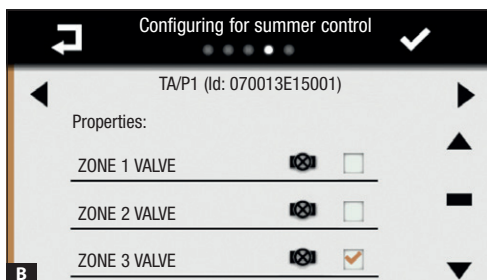 Configuring for summer control
TA/P1 (Id: 070013E15001)
Properties:
ZONE 1 VALVE
ZONE 2 VALVE
ZONE 3 VALVE
B